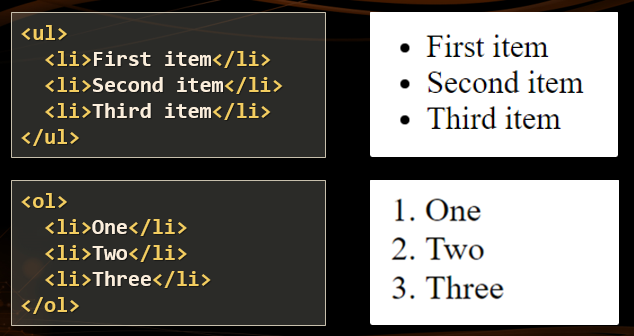 <ul>
<li>First item</li>
<li>Second item</li>
<li>Third item</li>
</ul>
• First item
• Second item
• Third item
<ol>
<li>One</li>
<li>Two</li>
<li>Three</li>
</ol>
1. One
2. Two
3. Three